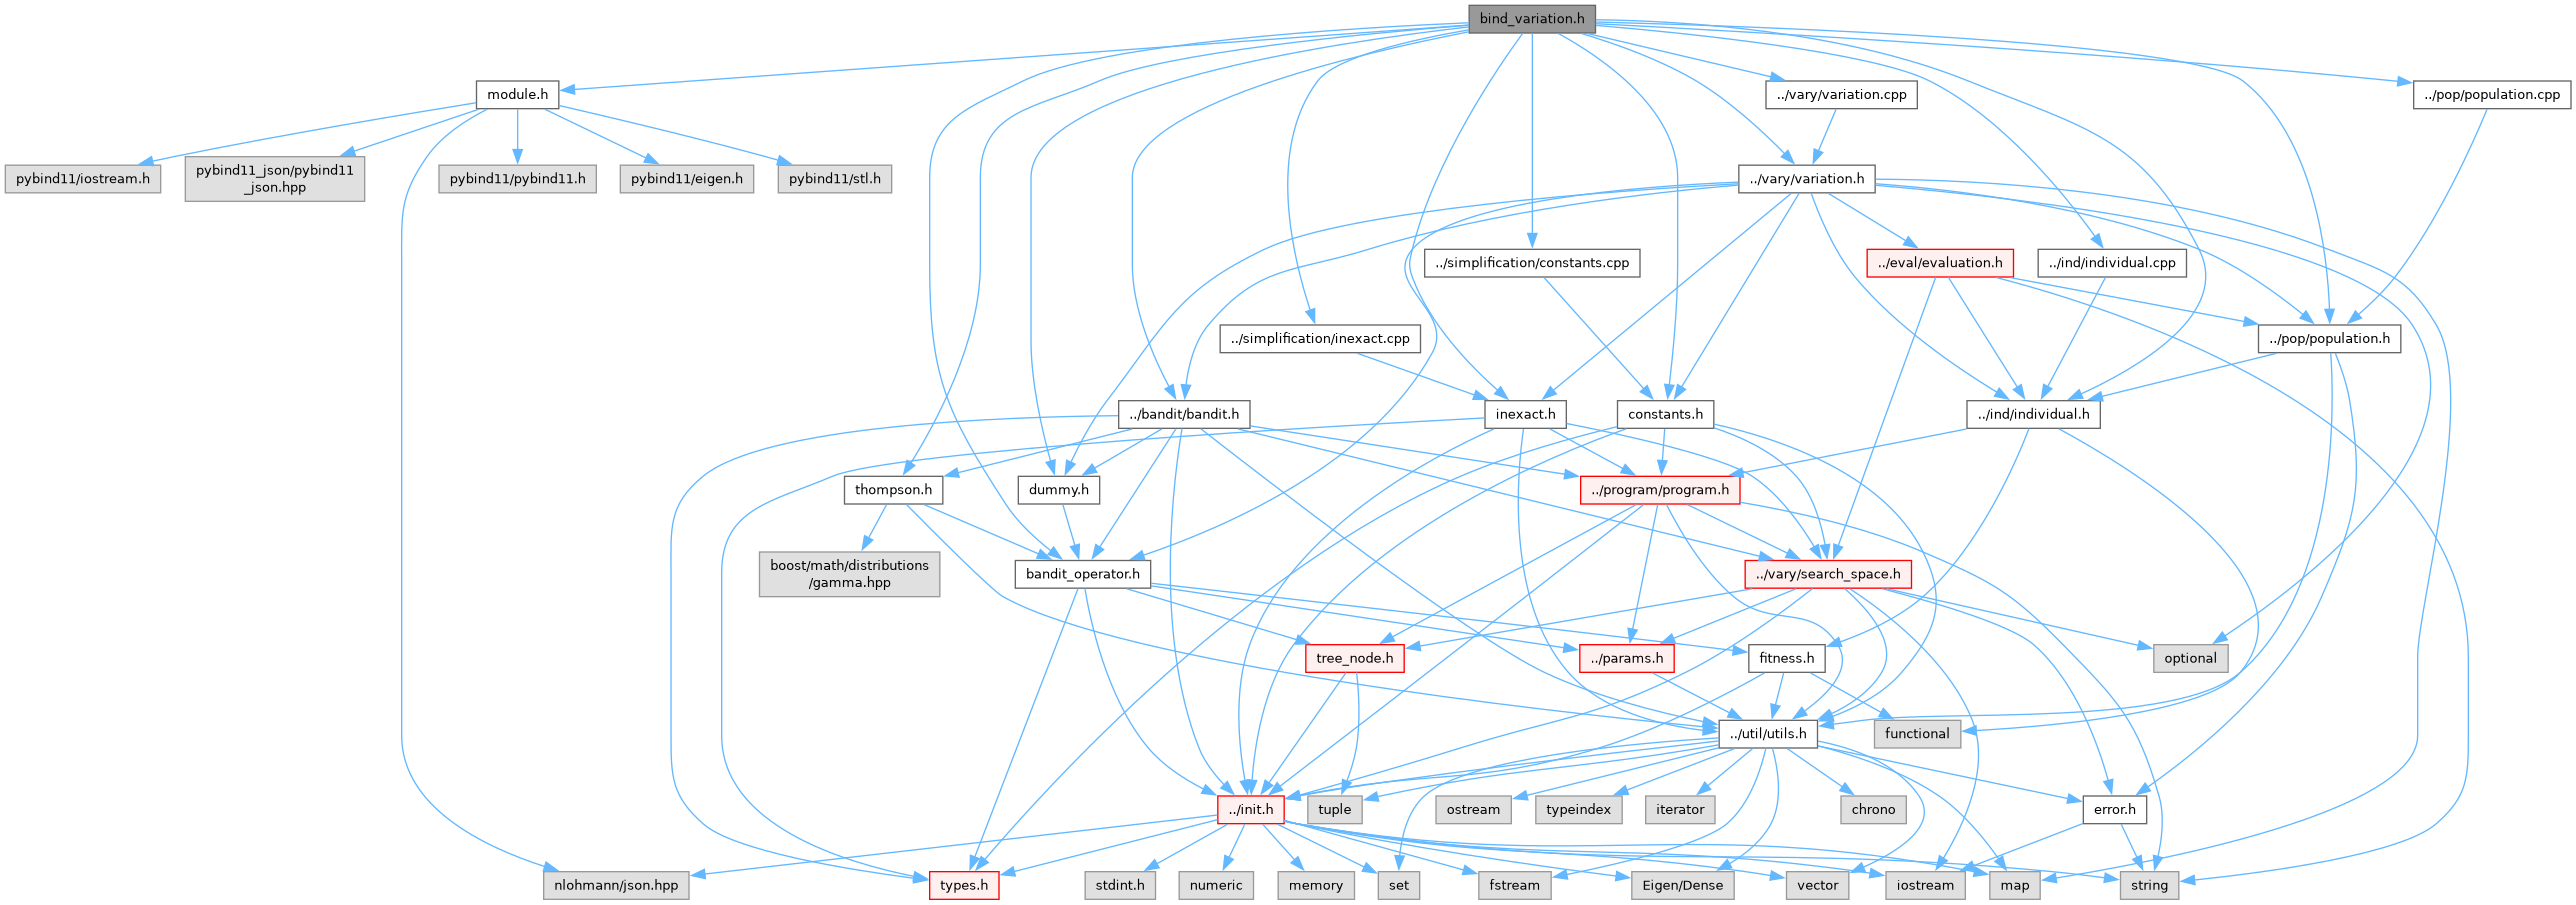 bind_variation.h
module.h
../vary/variation.cpp
../pop/population.cpp
pybind11/iostream.h
pybind11_json/pybind11
_json.hpp
pybind11/pybind11.h
pybind11/eigen.h
pybind11/stl.h
../vary/variation.h
../simplification/constants.cpp
../eval/evaluation.h
../ind/individual.cpp
../simplification/inexact.cpp
../pop/population.h
../bandit/bandit.h
inexact.h
constants.h
../ind/individual.h
thompson.h
dummy.h
../program/program.h
boost/math/distributions
/gamma.hpp
bandit_operator.h
../vary/search_space.h
tree_node.h
../params.h
fitness.h
optional
../util/utils.h
functional
../init.h
tuple
ostream
typeindex
iterator
chrono
error.h
nlohmann/json.hpp
types.h
stdint.h
numeric
memory
set
fstream
Eigen/Dense
vector
iostream
map
string